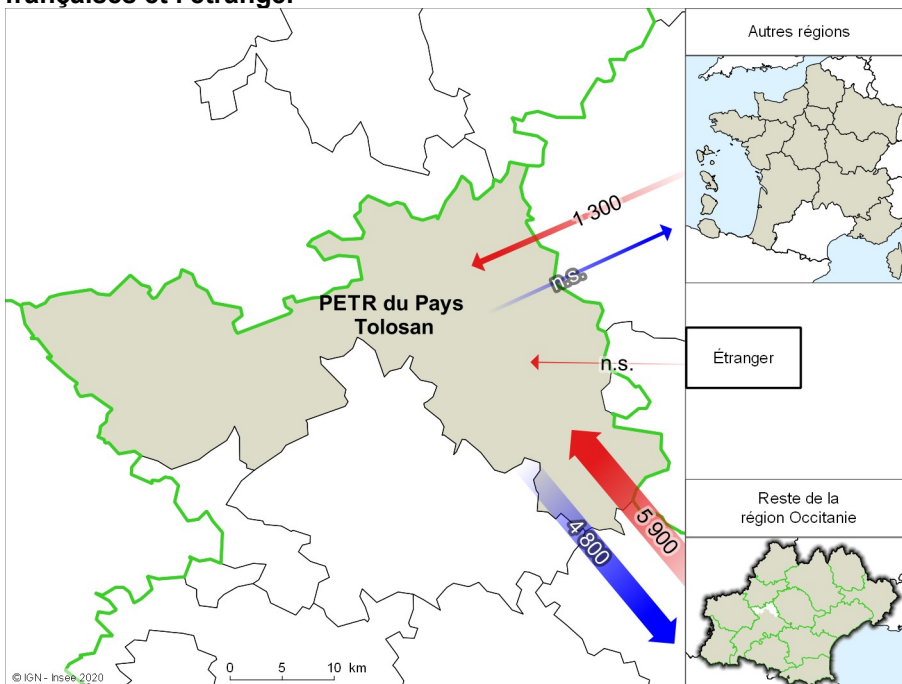 françaises et l'étranger
Autres régions
1 300
n.s.
PETR du Pays
Tolosan
n.s.
Étranger
5 900
4 800
Reste de la
région Occitanie
0 5 10 km
© IGN - Insee 2020